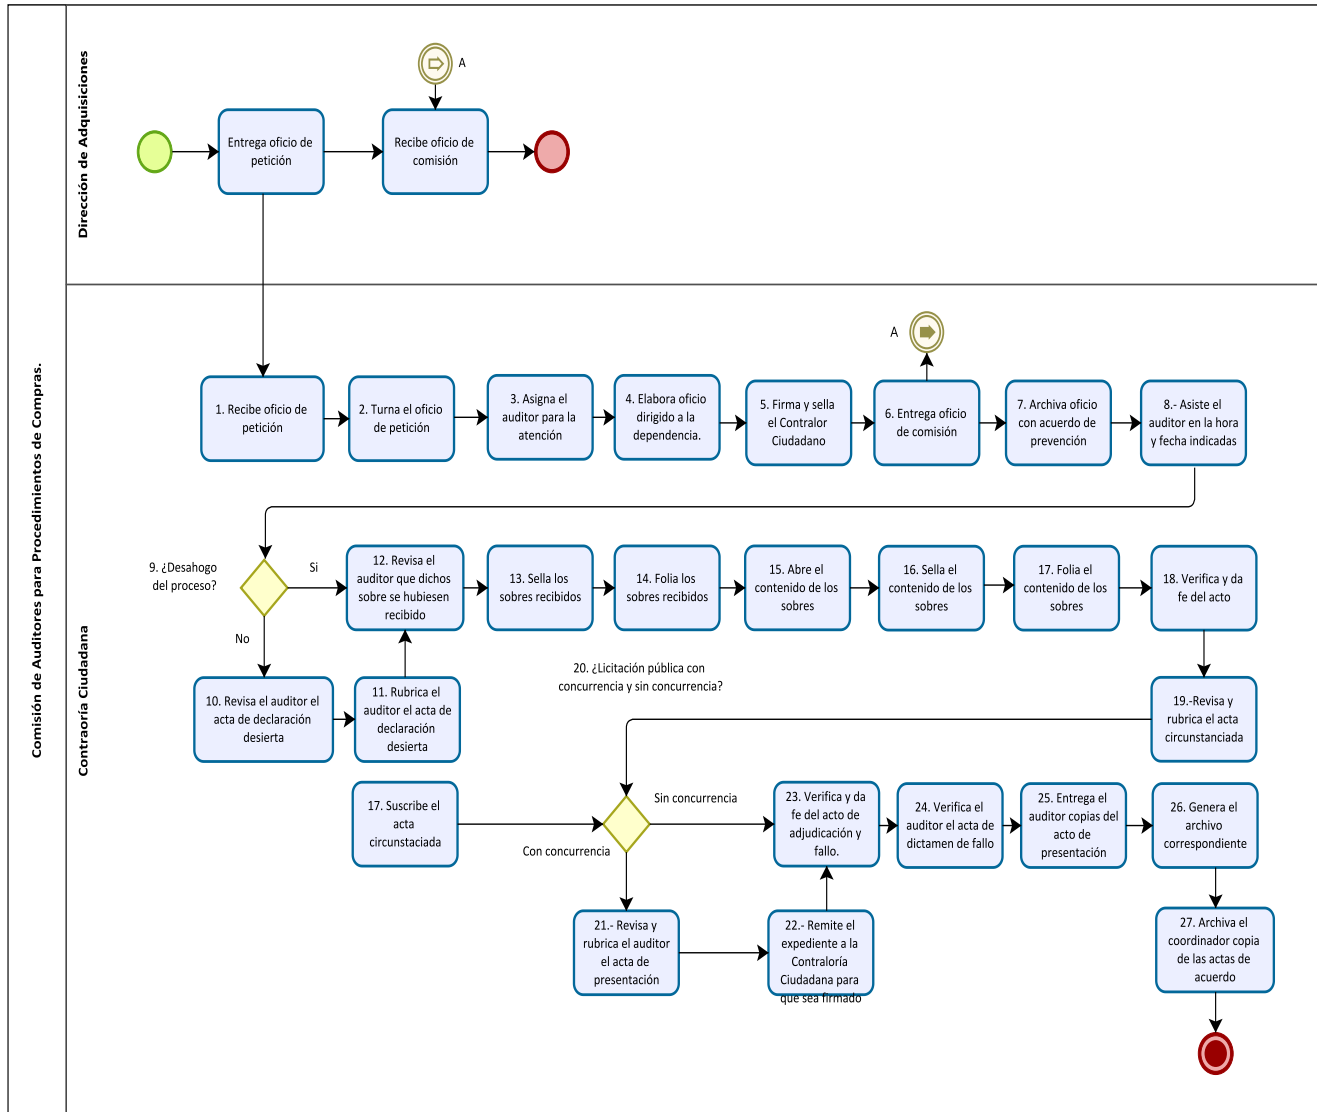 Comisión de Auditores para Procedimientos de Compras.
Dirección de Adquisiciones
A
Entrega oficio de
petición
Recibe oficio de
comisión
Contraoría Ciudadana
A
1. Recibe oficio de
petición
2. Turna el oficio
de petición
3. Asigna el
auditor para la
atención
4. Elabora oficio
dirigido a la
dependencia.
5. Firma y sella
el Contralor
Ciudadano
6. Entrega oficio
de comisión
7. Archiva oficio
con acuerdo de
prevención
8.- Asiste el
auditor en la hora
y fecha indicadas
9. ¿Desahogo
del proceso?
Si
No
12. Revisa el
auditor que dichos
sobre se hubiesen
recibido
13. Sella los
sobres recibidos
14. Folia los
sobres recibidos
15. Abre el
contenido de los
sobres
16. Sella el
contenido de los
sobres
17. Folia el
contenido de los
sobres
18. Verifica y da
fe del acto
10. Revisa el auditor el
acta de declaración
desierta
11. Rubrica el
auditor el acta de
declaración
desierta
20. ¿Licitación pública con
concurrencia y sin concurrencia?
19.-Revisa y
rubrica el acta
circunstanciada
17. Suscribe el
acta
circunstaciada
Sin concurrencia
Con concurrencia
23. Verifica y da
fe del acto de
adjudicación y
fallo.
24. Verifica el
auditor el acta de
dictamen de fallo
25. Entrega el
auditor copias del
acto de
presentación
26. Genera el
archivo
correspondiente
21.- Revisa y
rubrica el auditor
el acta de
presentación
22.- Remite el
expediente a la
Contraloría
Ciudadana para
que sea firmado
27. Archiva el
coordinador copia
de las actas de
acuerdo